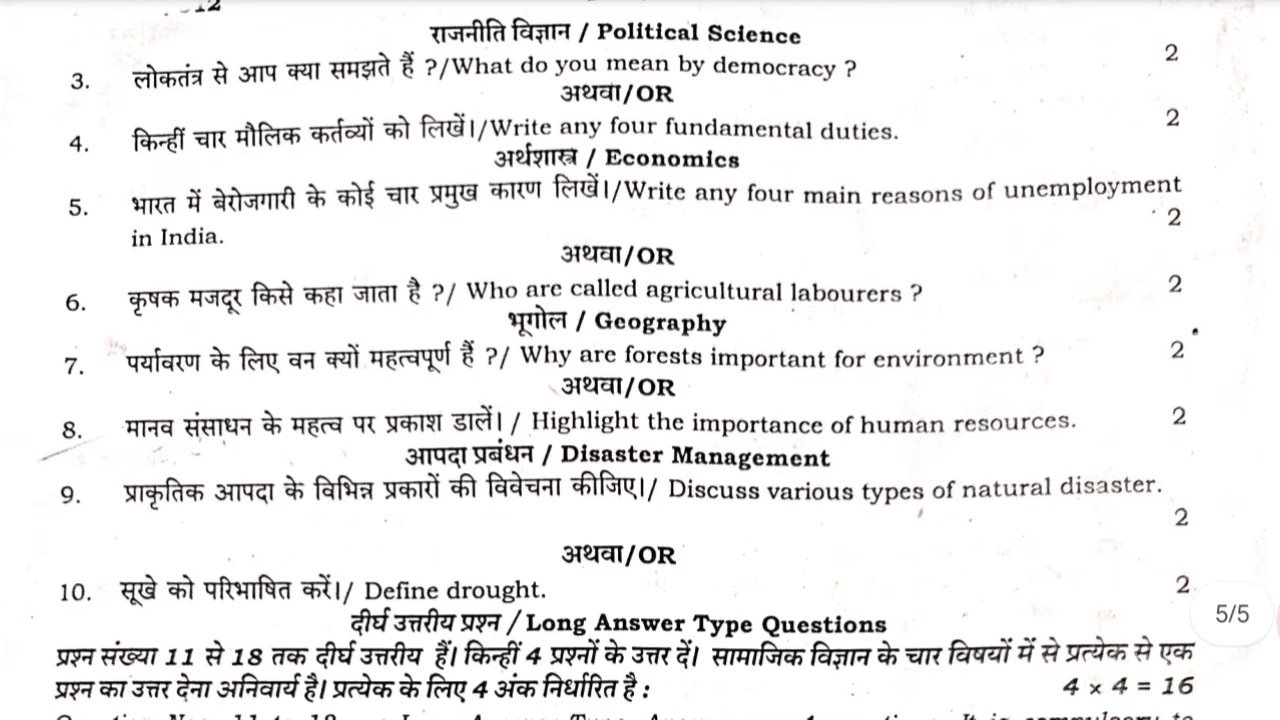 12
राजनीति विज्ञान / Political Science
3. लोकतंत्र से आप क्या समझते हैं ?/What do you mean by democracy ? 2
अथवा/OR
4. किन्हीं चार मौलिक कर्तव्यों को लिखें।/Write any four fundamental duties. 2
अर्थशास्त्र / Economics
5. भारत में बेरोजगारी के कोई चार प्रमुख कारण लिखें।/Write any four main reasons of unemployment
in India. 2
अथवा/OR
6. कृषक मजदूर किसे कहा जाता है ?/ Who are called agricultural labourers ? 2
भूगोल / Geography
7. पर्यावरण के लिए वन क्यों महत्वपूर्ण हैं ?/ Why are forests important for environment ? 2
अथवा/OR
8. मानव संसाधन के महत्व पर प्रकाश डालें। / Highlight the importance of human resources. 2
आपदा प्रबंधन / Disaster Management
9. प्राकृतिक आपदा के विभिन्न प्रकारों की विवेचना कीजिए।/ Discuss various types of natural disaster.
2
अथवा/OR
10. सूखे को परिभाषित करें।/ Define drought. 2
5/5
दीर्घ उत्तरीय प्रश्न / Long Answer Type Questions
प्रश्न संख्या 11 से 18 तक दीर्घ उत्तरीय हैं। किन्हीं 4 प्रश्नों के उत्तर दें। सामाजिक विज्ञान के चार विषयों में से प्रत्येक से एक
प्रश्न का उत्तर देना अनिवार्य है। प्रत्येक के लिए 4 अंक निर्धारित है : 4 × 4 = 16